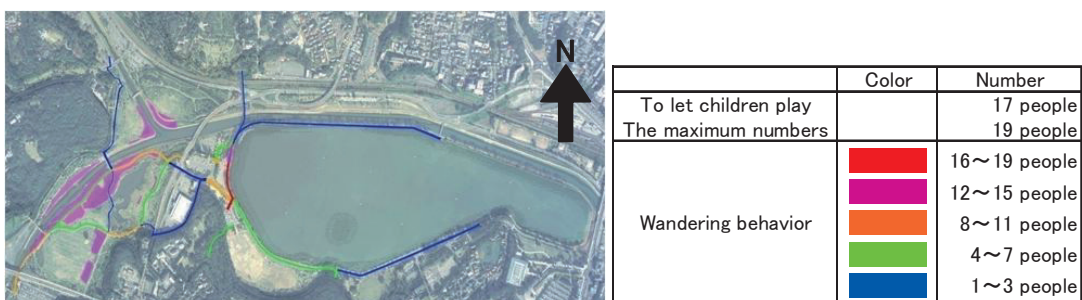 N
Color Number
To let children play 17 people
The maximum numbers 19 people
Wandering behavior
16～19 people
12～15 people
8～11 people
4～7 people
1～3 people